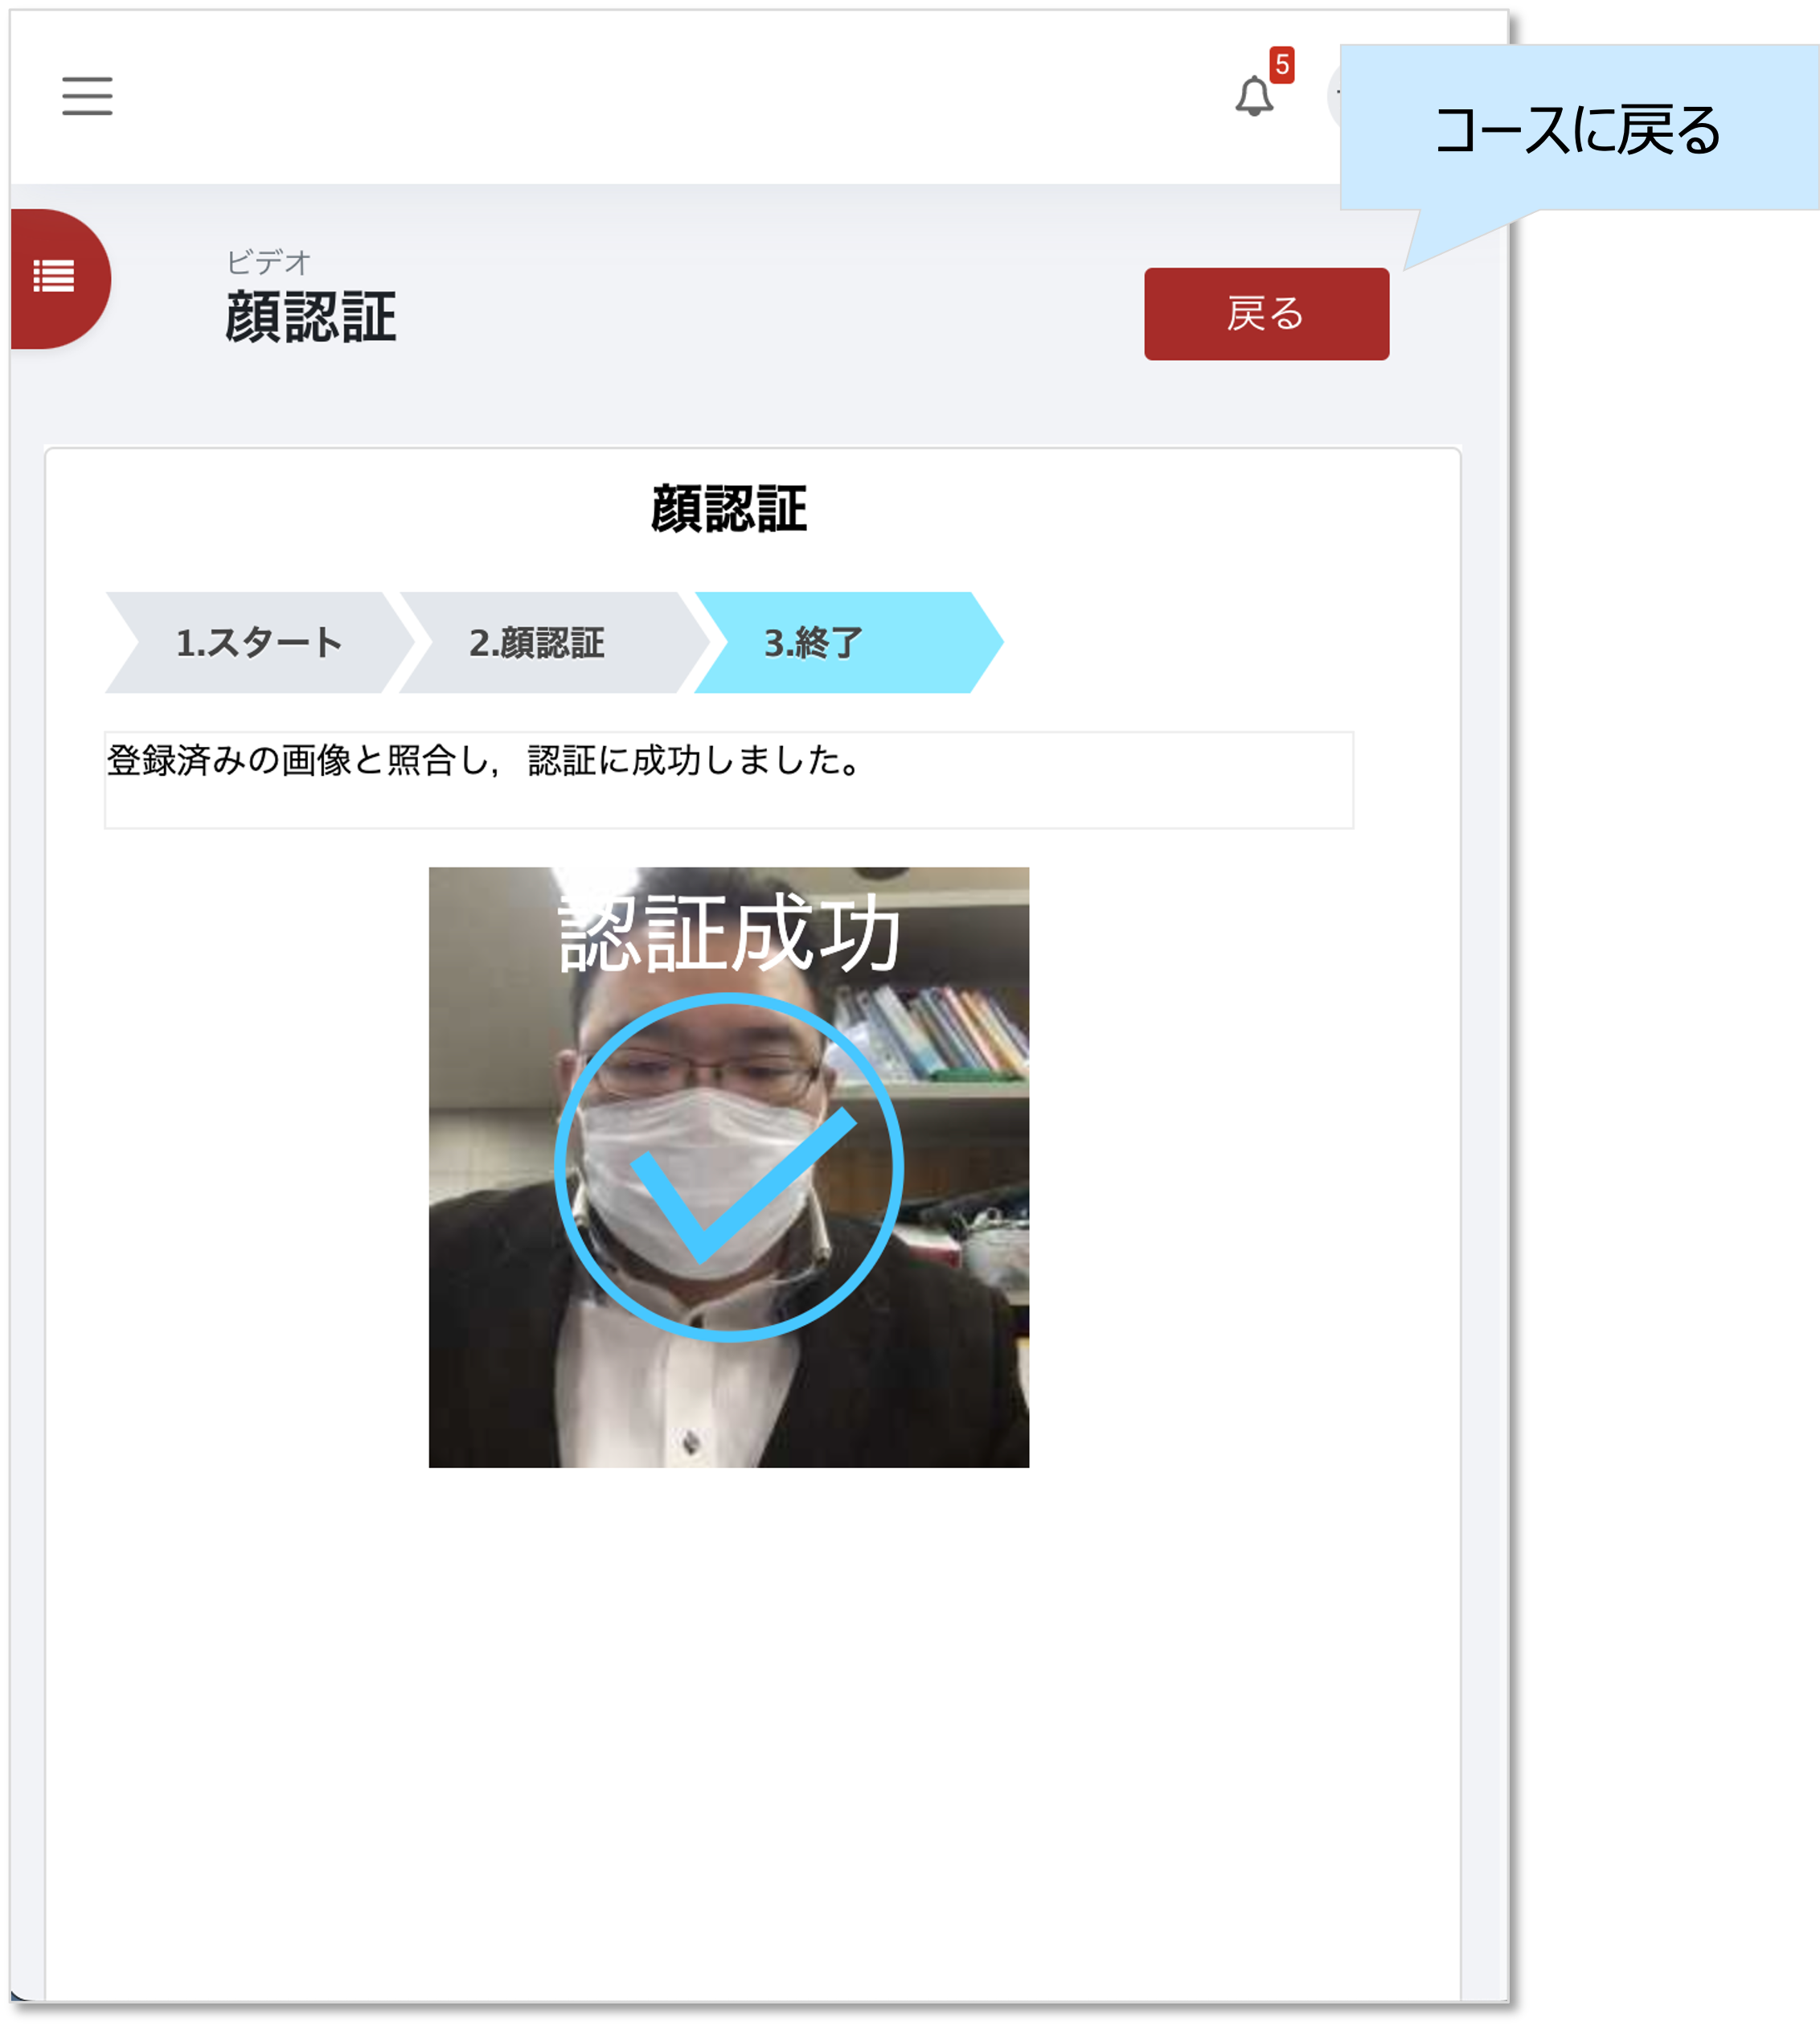 5
コースに戻る
ビデオ
顔認証
戻る
顔認証
1.スタート
2.顔認証
3.終了
登録済みの画像と照合し，認証に成功しました。
認証成功